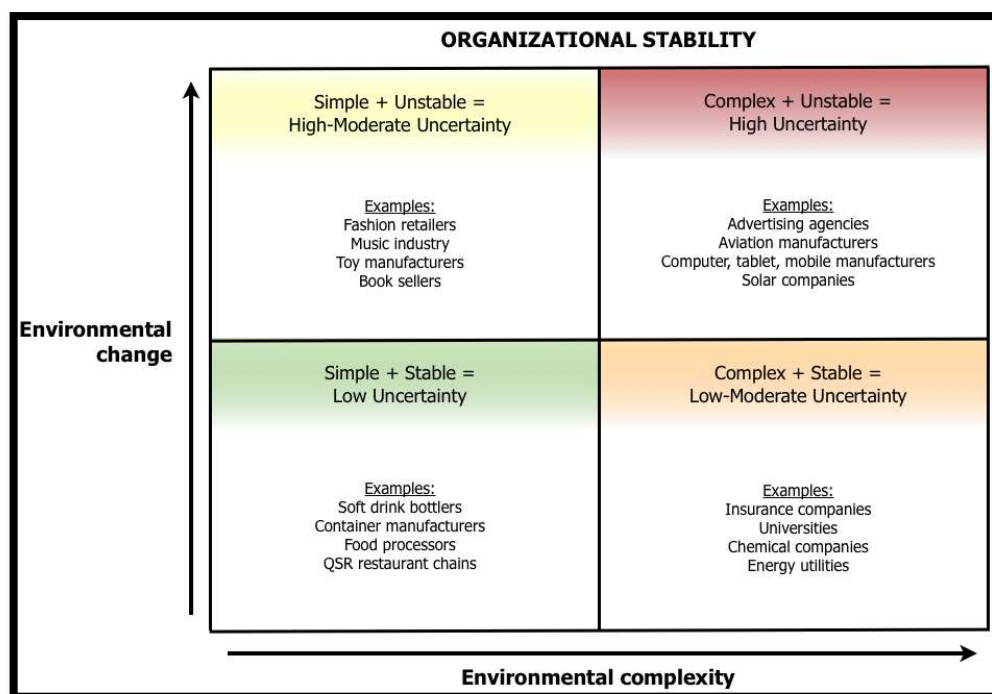 ORGANIZATIONAL STABILITY
Simple + Unstable =
High-Moderate Uncertainty
Examples:
Fashion retailers
Music industry
Toy manufacturers
Book sellers
Complex + Unstable =
High Uncertainty
Examples:
Advertising agencies
Aviation manufacturers
Computer, tablet, mobile manufacturers
Solar companies
Environmental
change
Simple + Stable =
Low Uncertainty
Examples:
Soft drink bottlers
Container manufacturers
Food processors
QSR restaurant chains
Complex + Stable =
Low-Moderate Uncertainty
Examples:
Insurance companies
Universities
Chemical companies
Energy utilities
Environmental complexity